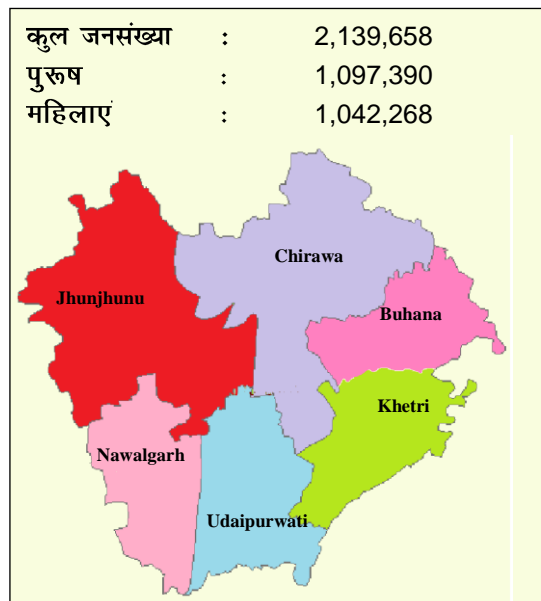 कुल जनसंख्या : 2,139,658
पुरूष : 1,097,390
महिलाएं : 1,042,268
Chirawa
Jhunjhunu
Buhana
Khetri
Nawalgarh
Udaipurwati